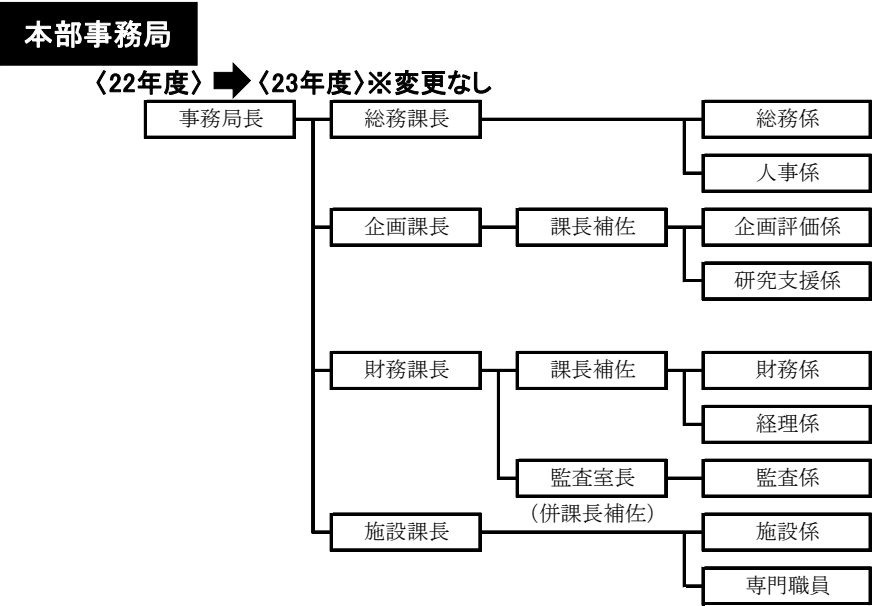 本部事務局
〈22年度〉 ➡ 〈23年度〉※変更なし
事務局長 総務課長 総務係
人事係
企画課長 課長補佐 企画評価係
研究支援係
財務課長 課長補佐 財務係
経理係
監査室長 監査係
(併課長補佐)
施設課長 施設係
専門職員